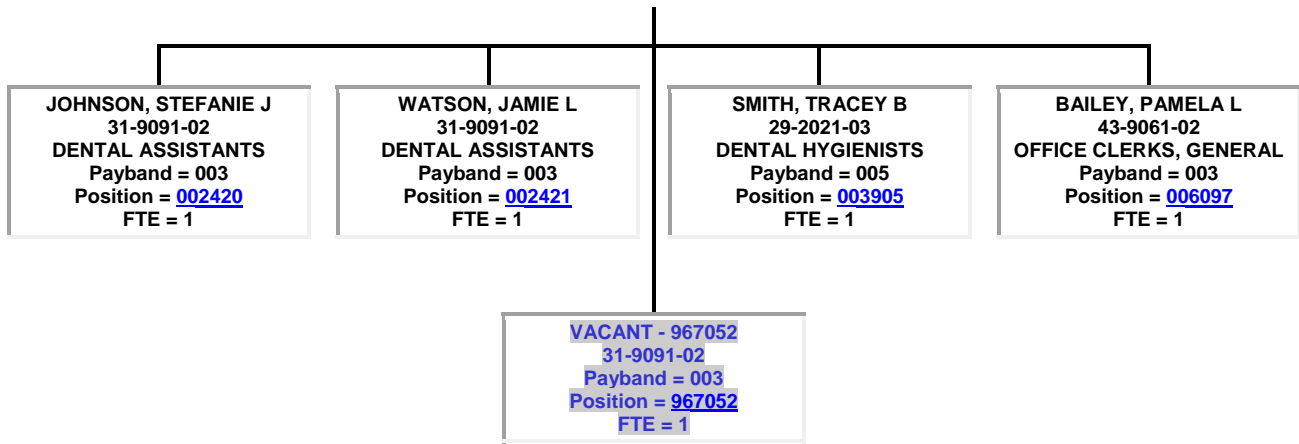 JOHNSON, STEFANIE J
31-9091-02
DENTAL ASSISTANTS
Payband = 003
Position = 002420
FTE = 1
WATSON, JAMIE L
31-9091-02
DENTAL ASSISTANTS
Payband = 003
Position = 002421
FTE = 1
SMITH, TRACEY B
29-2021-03
DENTAL HYGIENISTS
Payband = 005
Position = 003905
FTE = 1
BAILEY, PAMELA L
43-9061-02
OFFICE CLERKS, GENERAL
Payband = 003
Position = 006097
FTE = 1
VACANT - 967052
31-9091-02
Payband = 003
Position = 967052
FTE = 1